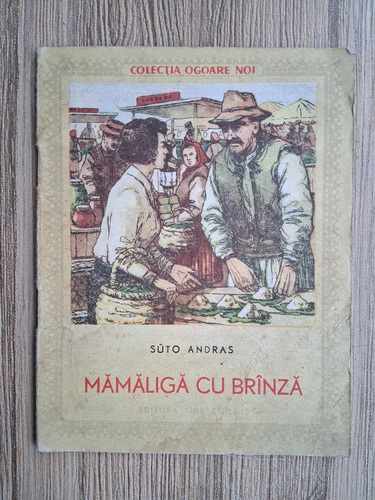 COLECȚIA OGOARE NOI
SÜTO ANDRAS
MĂMĂLIGĂ CU BRÎNZĂ